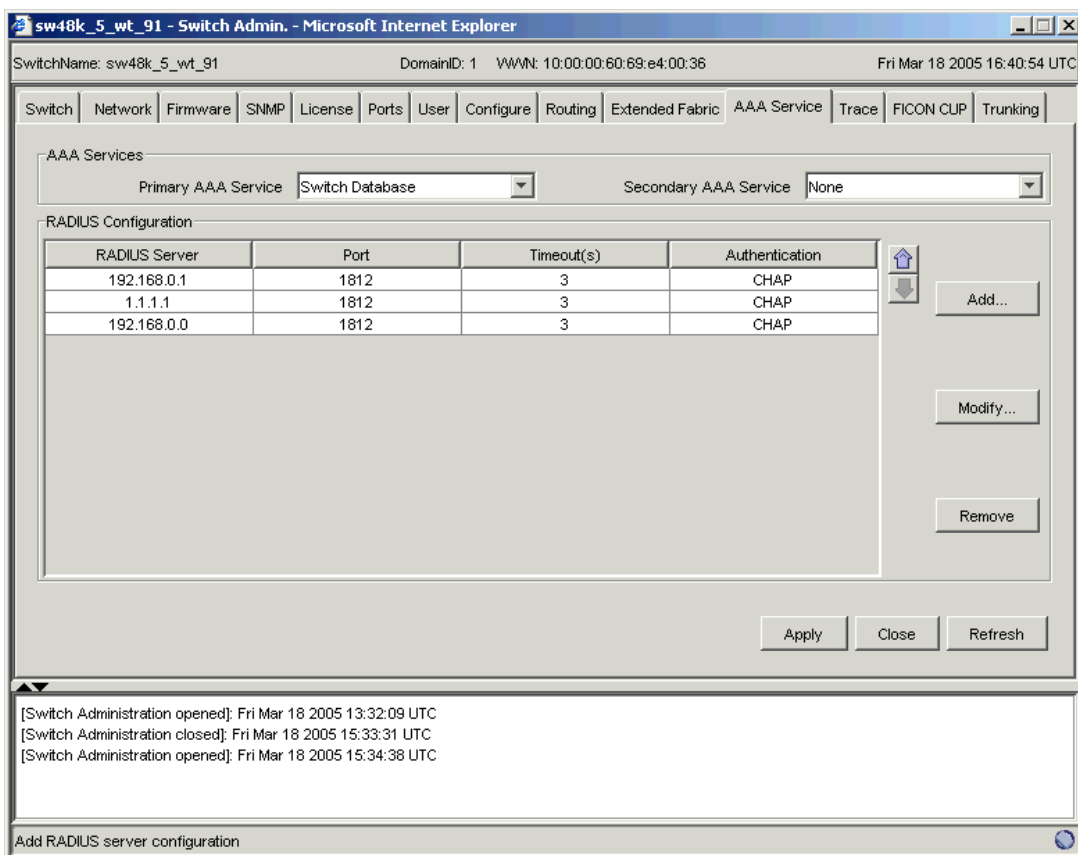 sw48k_5_wt_91 - Switch Admin. - Microsoft Internet Explorer
SwitchName: sw48k_5_wt_91 DomainID: 1 WWN: 10:00:00:60:69:e4:00:36 Fri Mar 18 2005 16:40:54 UTC
Switch Network Firmware SNMP License Ports User Configure Routing Extended Fabric AAA Service Trace FICON CUP Trunking
AAA Services
Primary AAA Service Switch Database Secondary AAA Service None
RADIUS Configuration
RADIUS Server Port Timeout(s) Authentication
192.168.0.1 1812 3 CHAP
1.1.1.1 1812 3 CHAP
192.168.0.0 1812 3 CHAP
Add...
Modify...
Remove
Apply Close Refresh
[Switch Administration opened]: Fri Mar 18 2005 13:32:09 UTC
[Switch Administration closed]: Fri Mar 18 2005 15:33:31 UTC
[Switch Administration opened]: Fri Mar 18 2005 15:34:38 UTC
Add RADIUS server configuration